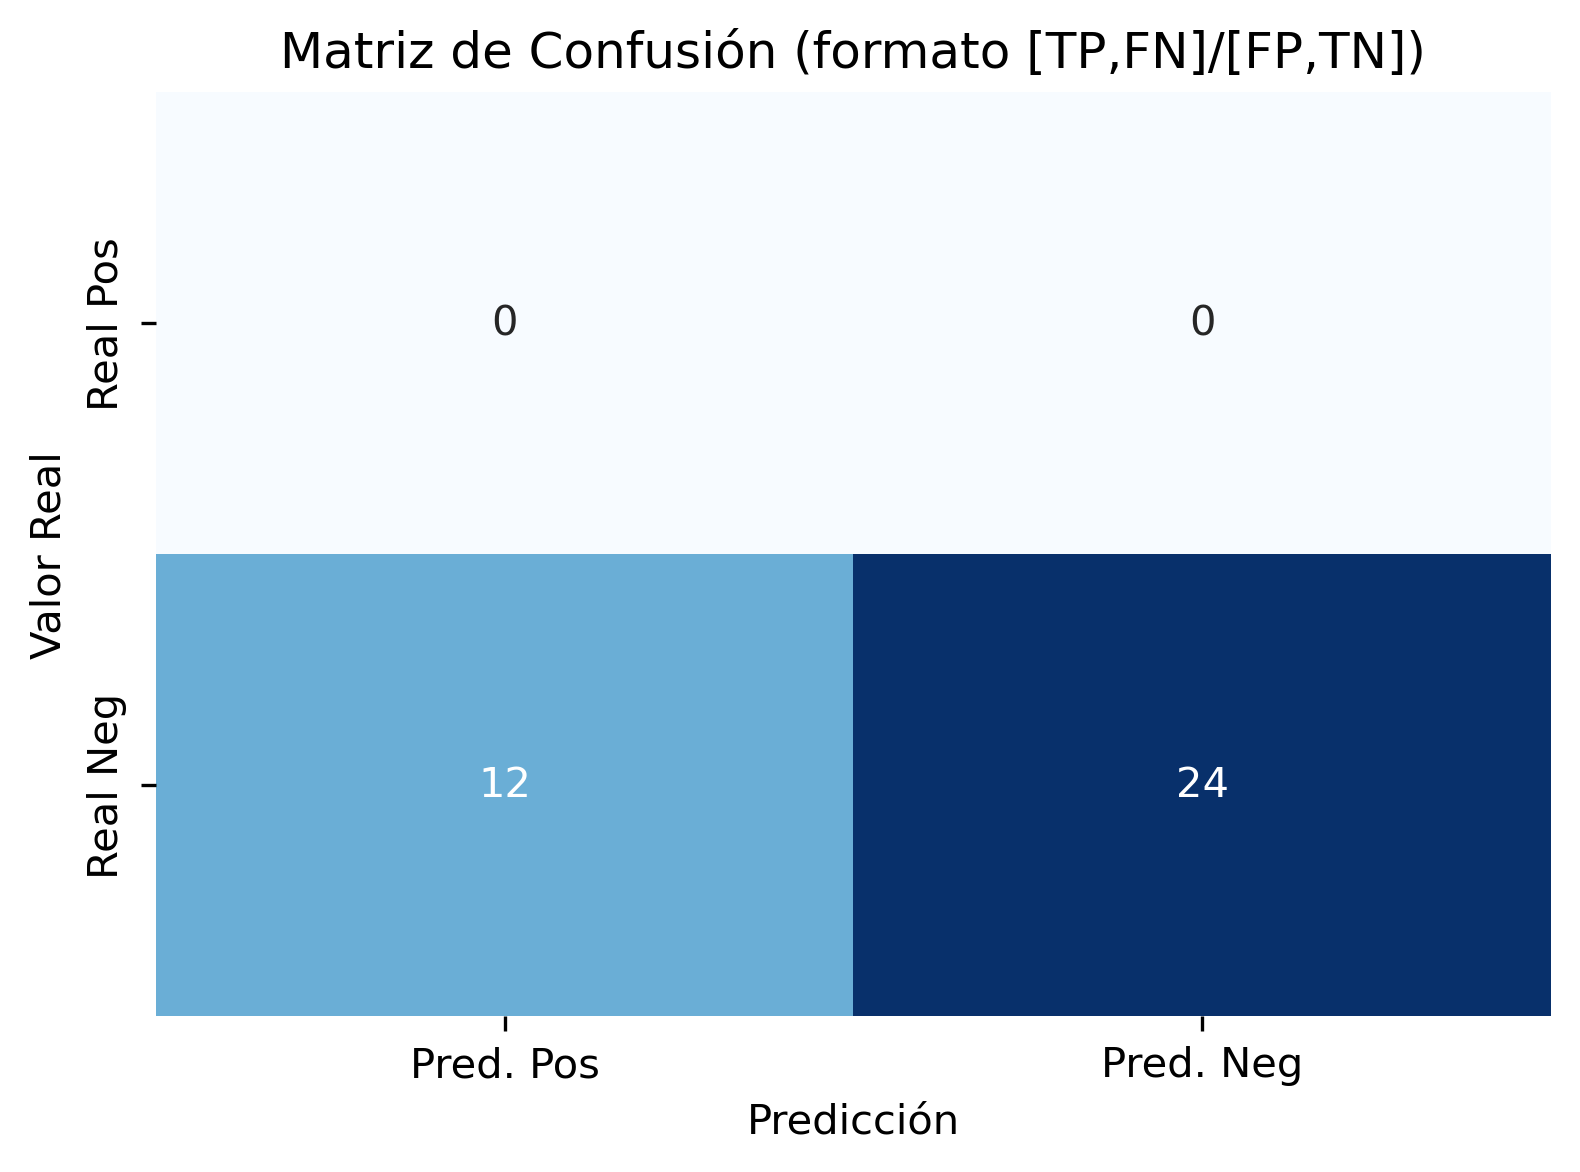 Matriz de Confusión (formato [TP,FN]/[FP,TN])
Valor Real
Real Pos
0
0
Real Neg
12
24
Pred. Pos
Pred. Neg
Predicción